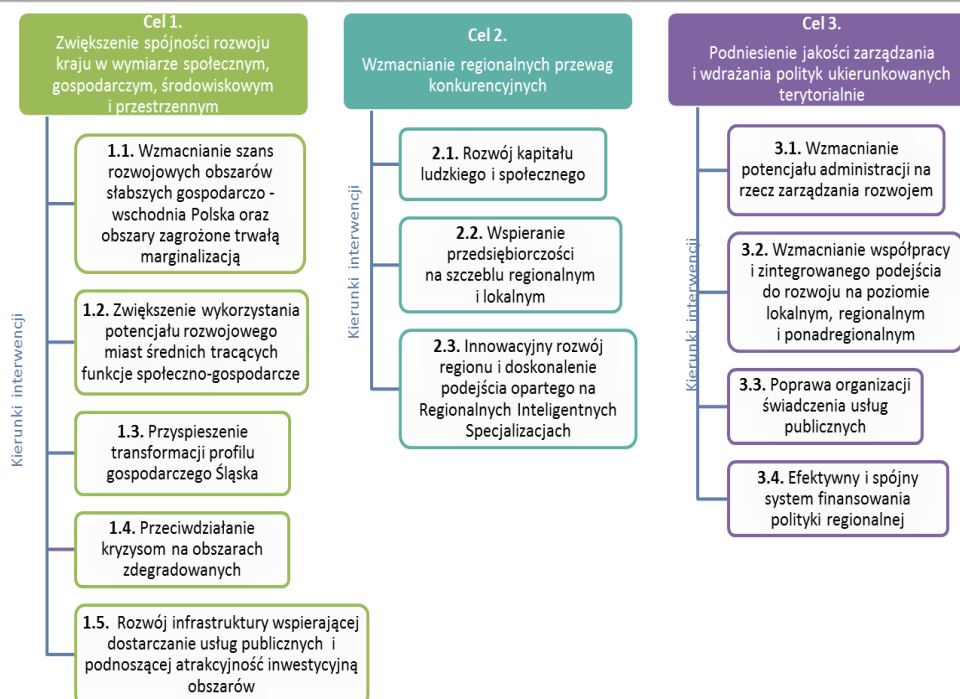 Cel 1.
Zwiększenie spójności rozwoju
kraju w wymiarze społecznym,
gospodarczym, środowiskowym
i przestrzennym
Kierunki interwencji
1.1. Wzmacnianie szans
rozwojowych obszarów
słabszych gospodarczo -
wschodnia Polska oraz
obszary zagrożone trwałą
marginalizacją
1.2. Zwiększenie wykorzystania
potencjału rozwojowego
miast średnich tracących
funkcje społeczno-gospodarcze
1.3. Przyspieszenie
transformacji profilu
gospodarczego Śląska
1.4. Przeciwdziałanie
kryzysom na obszarach
zdegradowanych
1.5. Rozwój infrastruktury wspierającej
dostarczanie usług publicznych i
podnoszącej atrakcyjność inwestycyjną
obszarów
Cel 2.
Wzmacnianie regionalnych przewag
konkurencyjnych
Kierunki interwencji
2.1. Rozwój kapitału
ludzkiego i społecznego
2.2. Wspieranie
przedsiębiorczości
na szczeblu regionalnym
i lokalnym
2.3. Innowacyjny rozwój
regionu i doskonalenie
podejścia opartego na
Regionalnych Inteligentnych
Specjalizacjach
Cel 3.
Podniesienie jakości zarządzania
i wdrażania polityk ukierunkowanych
terytorialnie
Kierunki interwencji
3.1. Wzmacnianie
potencjału administracji na
rzecz zarządzania rozwojem
3.2. Wzmacnianie współpracy
i zintegrowanego podejścia
do rozwoju na poziomie
lokalnym, regionalnym
i ponadregionalnym
3.3. Poprawa organizacji
świadczenia usług
publicznych
3.4. Efektywny i spójny
system finansowania
polityki regionalnej